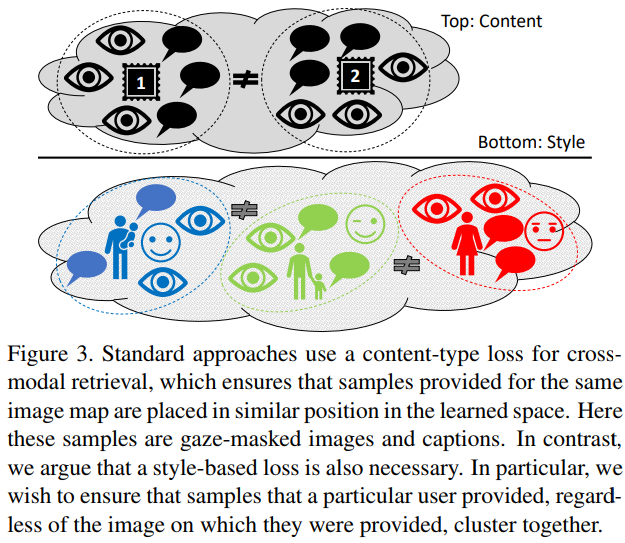 Top: Content
1
≠
2
Bottom: Style
≠
≠
Figure 3. Standard approaches use a content-type loss for cross-
modal retrieval, which ensures that samples provided for the same
image map are placed in similar position in the learned space. Here
these samples are gaze-masked images and captions. In contrast,
we argue that a style-based loss is also necessary. In particular, we
wish to ensure that samples that a particular user provided, regard-
less of the image on which they were provided, cluster together.